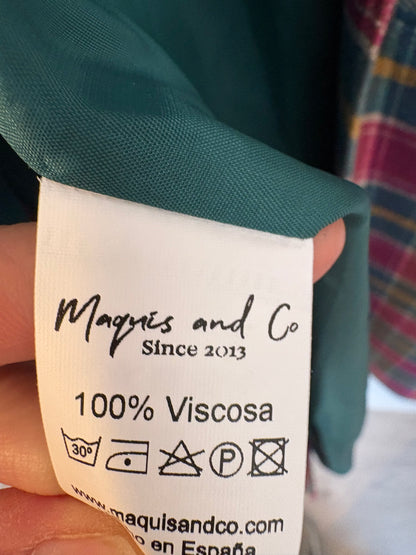 Maquis and Co
Since 2013
100% Viscosa
30°
P
www.maquisandco.com
en España